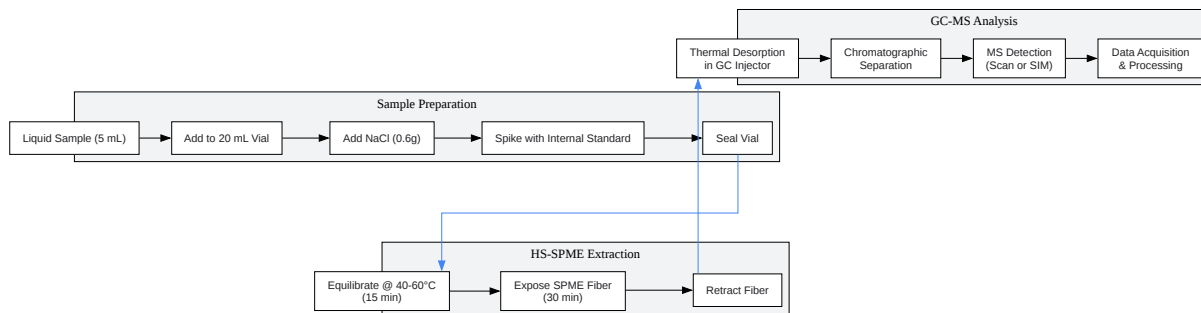 GC-MS Analysis
Thermal Desorption
in GC Injector
Chromatographic
Separation
MS Detection
(Scan or SIM)
Data Acquisition
& Processing
Sample Preparation
Liquid Sample (5 mL)
Add to 20 mL Vial
Add NaCl (0.6g)
Spike with Internal Standard
Seal Vial
HS-SPME Extraction
Equilibrate @ 40-60°C
(15 min)
Expose SPME Fiber
(30 min)
Retract Fiber